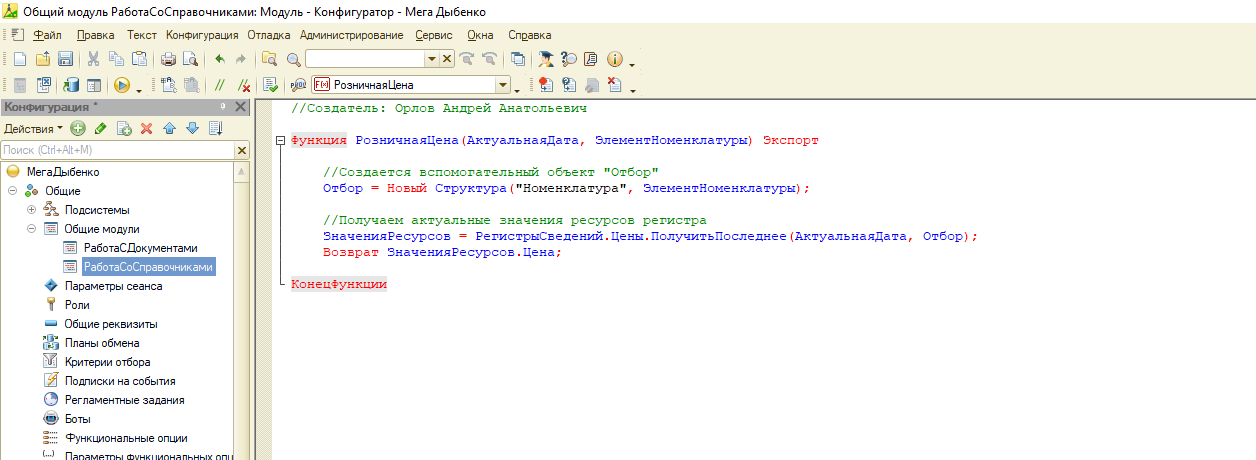 Общий модуль РаботаСоСправочниками: Модуль - Конфигуратор - Мега Дыбенко
Файл Правка Текст Конфигурация Отладка Администрирование Сервис Окна Справка
РозничнаяЦена
Конфигурация *
Действия
Поиск (Ctrl+Alt+M)
МегаДыбенко
Общие
Подсистемы
Общие модули
РаботаСДокументами
РаботаСоСправочниками
Параметры сеанса
Роли
Общие реквизиты
Планы обмена
Критерии отбора
Подписки на события
Регламентные задания
Боты
Функциональные опции
Параметры функциональных опц
//Создатель: Орлов Андрей Анатольевич
Функция РозничнаяЦена(АктуальнаяДата, ЭлементНоменклатуры) Экспорт
//Создается вспомогательный объект "Отбор"
Отбор = Новый Структура("Номенклатура", ЭлементНоменклатуры);
//Получаем актуальные значения ресурсов регистра
ЗначенияРесурсов = РегистрыСведений.Цены.ПолучитьПоследнее(АктуальнаяДата, Отбор);
Возврат ЗначенияРесурсов.Цена;
КонецФункции